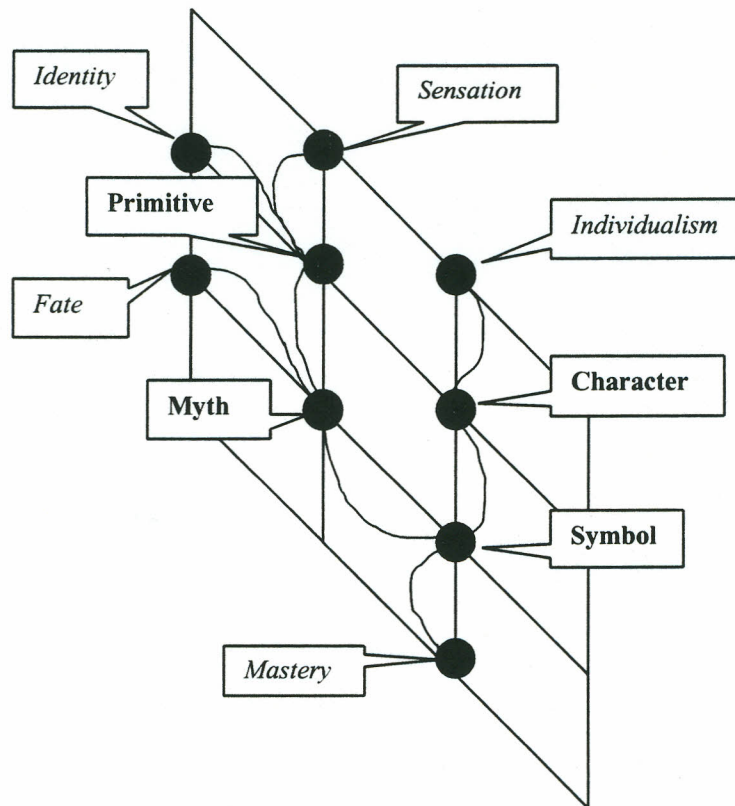 Identity
Sensation
Primitive
Individualism
Fate
Myth
Character
Symbol
Mastery